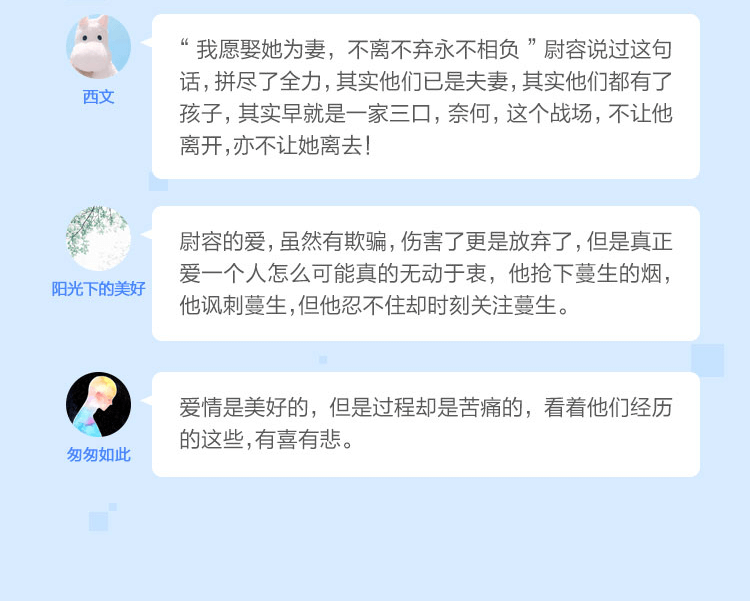 “ 我愿娶她为妻，不离不弃永不相负 ” 尉容说过这句
话，拼尽了全力，其实他们已是夫妻，其实他们都有了
孩子，其实早就是一家三口，奈何，这个战场，不让他
离开，亦不让她离去！
西文
尉容的爱，虽然有欺骗，伤害了更是放弃了，但是真正
爱一个人怎么可能真的无动于衷，他抢下蔓生的烟，
他讽刺蔓生，但他忍不住却时刻关注蔓生。
阳光下的美好
爱情是美好的，但是过程却是苦痛的，看着他们经历
的这些，有喜有悲。
匆匆如此